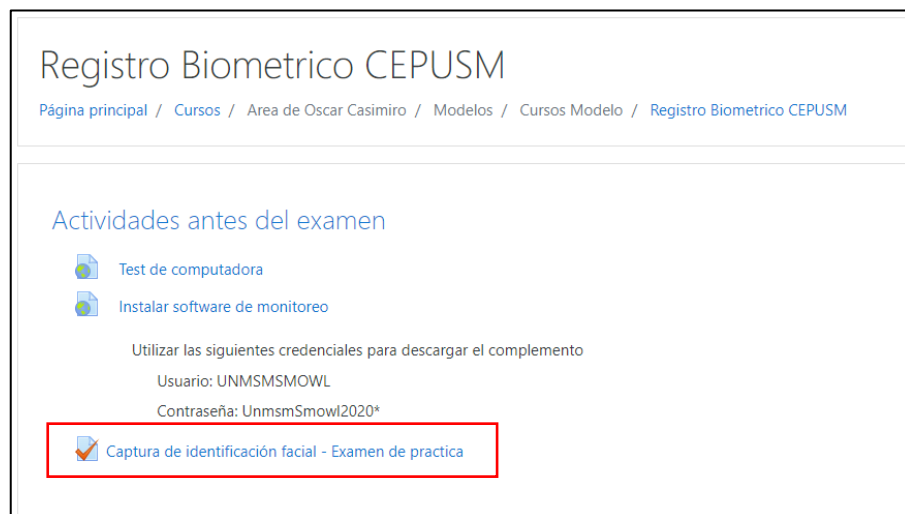 Registro Biometrico CEPUSM
Página principal / Cursos / Area de Oscar Casimiro / Modelos / Cursos Modelo / Registro Biometrico CEPUSM
Actividades antes del examen
Test de computadora
Instalar software de monitoreo
Utilizar las siguientes credenciales para descargar el complemento
Usuario: UNMSMSMOWL
Contraseña: UnmsmSmowl2020*
Captura de identificación facial - Examen de practica